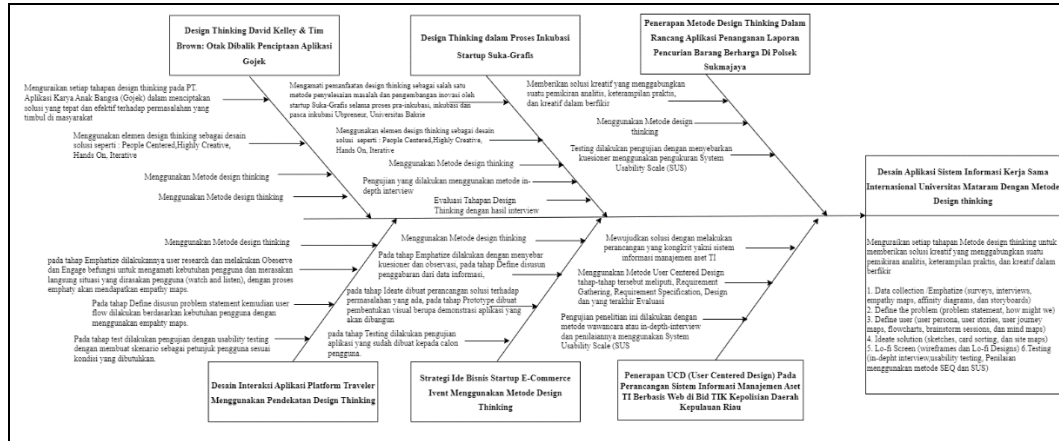 Design Thinking David Kelley & Tim
Brown: Otak Dibalik Penciptaan Aplikasi
Gojek
Menguraikan setiap tahapan design thinking pada PT.
Aplikasi Karya Anak Bangsa (Gojek) dalam menciptakan
solusi yang tepat dan efektif terhadap permasalahan yang
timbul di masyarakat
Menggunakan elemen design thinking sebagai desain
solusi seperti : People Centered,Highly Creative,
Hands On, Iterative
Menggunakan Metode design thinking
Menggunakan Metode design thinking
Design Thinking dalam Proses Inkubasi
Startup Suka-Grafis
Mengamati pemanfaatan design thinking sebagai salah satu
metode penyelesaian masalah dan pengembangan inovasi oleh
startup Suka-Grafis selama proses pra-inkubasi, inkubasi dan
pasca inkubasi Ubpreneur, Universitas Bakrie
Menggunakan elemen design thinking sebagai desain
solusi seperti : People Centered,Highly Creative,
Hands On, Iterative
Menggunakan Metode design thinking
Pengujian yang dilakukan menggunakan metode in-
depth interview
Evaluasi Tahapan Design
Thinking dengan hasil interview
Penerapan Metode Design Thinking Dalam
Rancang Aplikasi Penanganan Laporan
Pencurian Barang Berharga Di Polsek
Sukmajaya
Memberikan solusi kreatif yang menggabungkan
suatu pemikiran analitis, keterampilan praktis,
dan kreatif dalam berfikir
Menggunakan Metode design
thinking
Testing dilakukan pengujian dengan menyebarkan
kuesioner menggunakan pengukuran System
Usability Scale (SUS)
Desain Aplikasi Sistem Informasi Kerja Sama
Internasional Universitas Mataram Dengan Metode
Design thinking
Menguraikan setiap tahapan Metode design thinking untuk
memberikan solusi kreatif yang menggabungkan suatu
pemikiran analitis, keterampilan praktis, dan kreatif dalam
berfikir
1. Data collection /Emphatize (surveys, interviews,
empathy maps, affinity diagrams, and storyboards)
2. Define the problem (problem statement, how might we)
3. Define user (user persona, user stories, user journey
maps, flowcharts, brainstorm sessions, dan mind maps)
4. Ideate solution (sketches, card sorting, dan site maps)
5. Lo-fi Screen (wireframes dan Lo-fi Designs) 6.Testing
(in-depht interview,usability testing, Penilaian
menggunakan metode SEQ dan SUS)
Menggunakan Metode design thinking
pada tahap Emphatize dilakukannya user research dan melakukan Obeserve
dan Engage befungsi untuk mengamati kebutuhan pengguna dan merasakan
langsung situasi yang dirasakan pengguna (watch and listen), dengan proses
emphaty akan mendapatkan empathy maps.
Pada tahap Define disusun problem statement kemudian user
flow dilakukan berdasarkan kebutuhan pengguna dengan
menggunakan empahty maps.
Pada tahap test dilakukan pengujian dengan usability testing
dengan membuat skenario sebagai petunjuk pengguna sesuai
kondisi yang dibutuhkan.
Desain Interaksi Aplikasi Platform Traveler
Menggunakan Pendekatan Design Thinking
Menggunakan Metode design thinking
Pada tahap Emphatize dilakukan dengan menyebar
kuesioner dan observasi, pada tahap Define disusun
penggabaran dari data informasi,
pada tahap Ideate dibuat perancangan solusi terhadap
permasalahan yang ada, pada tahap Prototype dibuat
pembentukan visual berupa demonstrasi aplikasi yang
akan dibangun
pada tahap Testing dilakukan pengujian
aplikasi yang sudah dibuat kepada calon
pengguna.
Strategi Ide Bisnis Startup E-Commerce
Ivent Menggunakan Metode Design
Thinking
Mewujudkan solusi dengan melakukan
perancangan yang kongkrit yakni sistem
informasi manajemen aset TI
Menggunakan Metode User Centered Design
tahap-tahap tersebut meliputi, Requirement
Gathering, Requirement Specification, Design
dan yang terakhir Evaluasi
Pengujian penelitian ini dilakukan dengan
metode wawancara atau in-depth-interview
dan penilaiannya menggunakan System
Usability Scale (SUS
Penerapan UCD (User Centered Design) Pada
Perancangan Sistem Informasi Manajemen Aset
TI Berbasis Web di Bid TIK Kepolisian Daerah
Kepulauan Riau